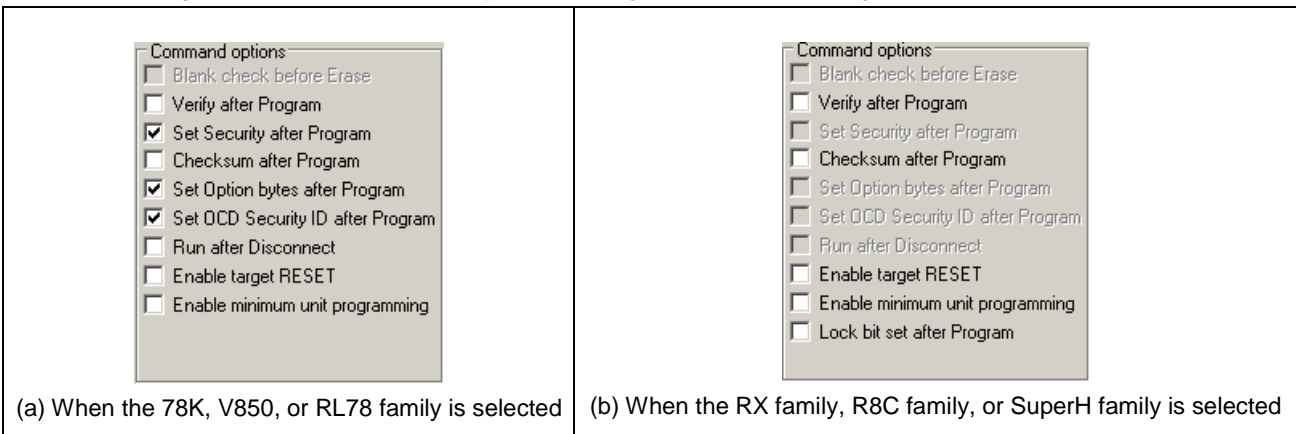 Command options
Blank check before Erase
Verify after Program
Set Security after Program
Checksum after Program
Set Option bytes after Program
Set OCD Security ID after Program
Run after Disconnect
Enable target RESET
Enable minimum unit programming
(a) When the 78K, V850, or RL78 family is selected
Command options
Blank check before Erase
Verify after Program
Set Security after Program
Checksum after Program
Set Option bytes after Program
Set OCD Security ID after Program
Run after Disconnect
Enable target RESET
Enable minimum unit programming
Lock bit set after Program
(b) When the RX family, R8C family, or SuperH family is selected